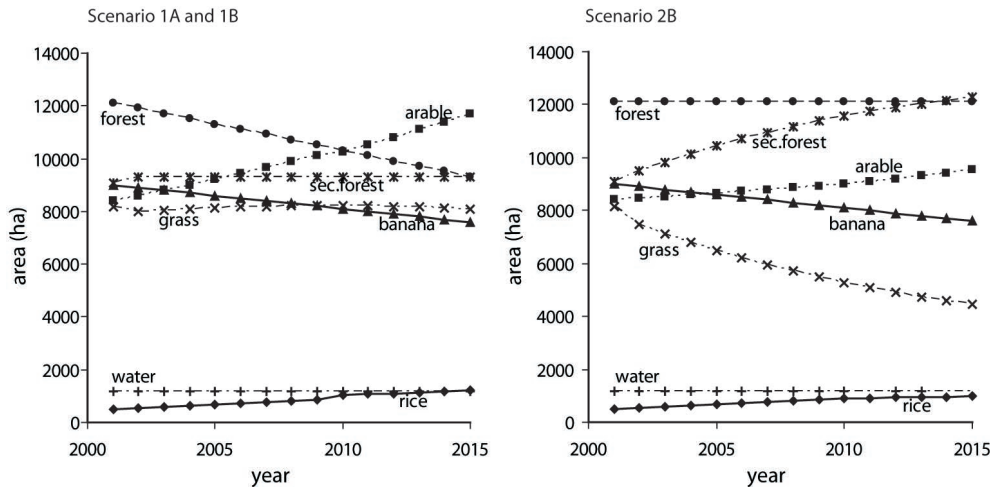 Scenario 1A and 1B
14000
12000
10000
8000
6000
4000
2000
0
area (ha)
forest
arable
sec.forest
grass
banana
water
rice
2000
2005
2010
2015
year
Scenario 2B
14000
12000
10000
8000
6000
4000
2000
0
area (ha)
forest
sec.forest
arable
banana
grass
water
rice
2000
2005
2010
2015
year